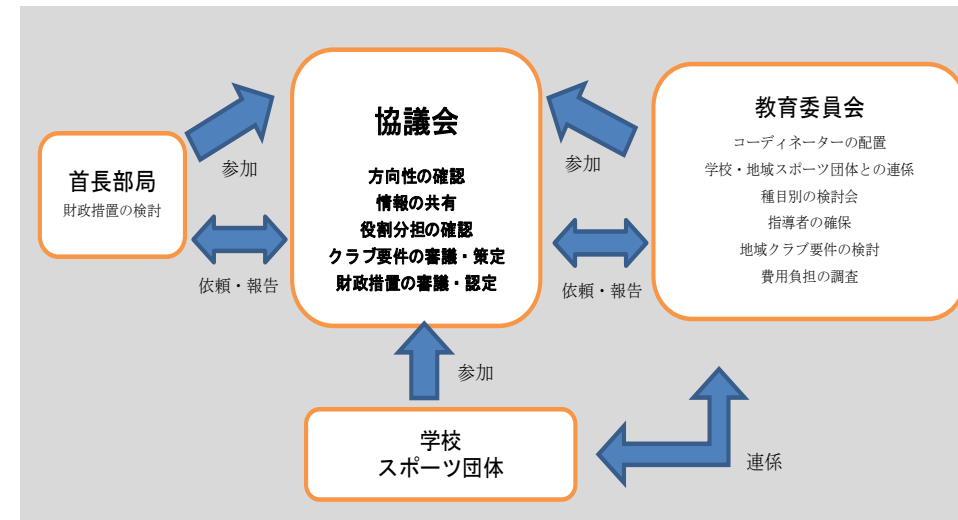 協議会
方向性の確認
情報の共有
役割分担の確認
クラブ要件の審議・策定
財政措置の審議・認定
首長部局
財政措置の検討
参加
依頼・報告
教育委員会
コーディネーターの配置
学校・地域スポーツ団体との連係
種目別の検討会
指導者の確保
地域クラブ要件の検討
費用負担の調査
参加
依頼・報告
参加
学校
スポーツ団体
連係